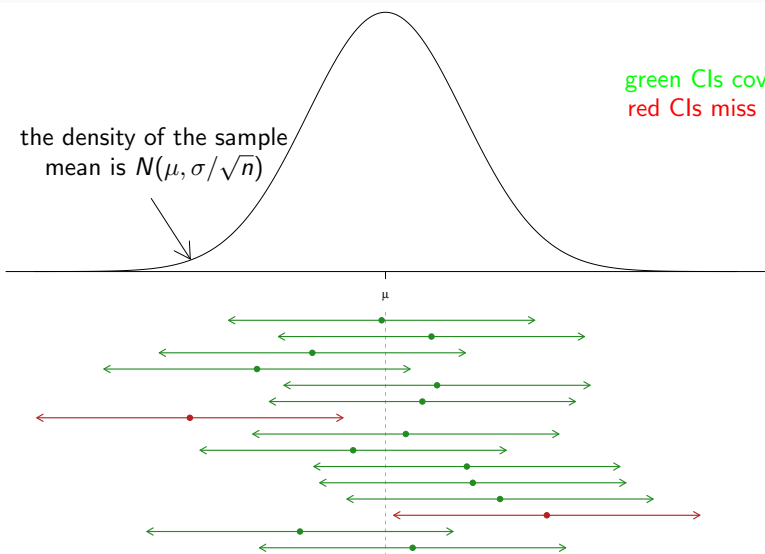 green CIs cov
red CIs miss
the density of the sample
mean is N(μ, σ/√n)
μ